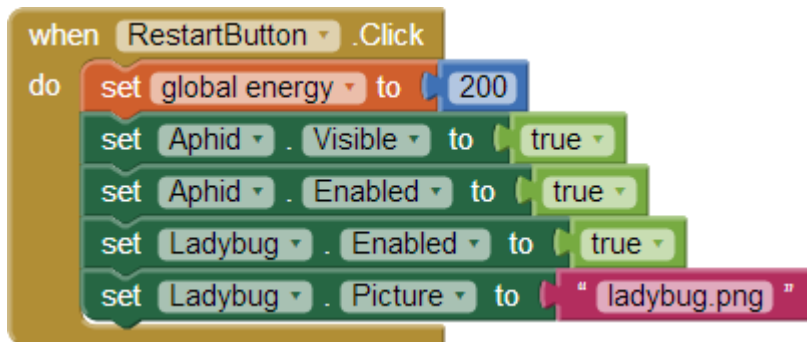 when RestartButton .Click
do set global energy to 200
set Aphid . Visible to true
set Aphid . Enabled to true
set Ladybug . Enabled to true
set Ladybug . Picture to " ladybug.png "